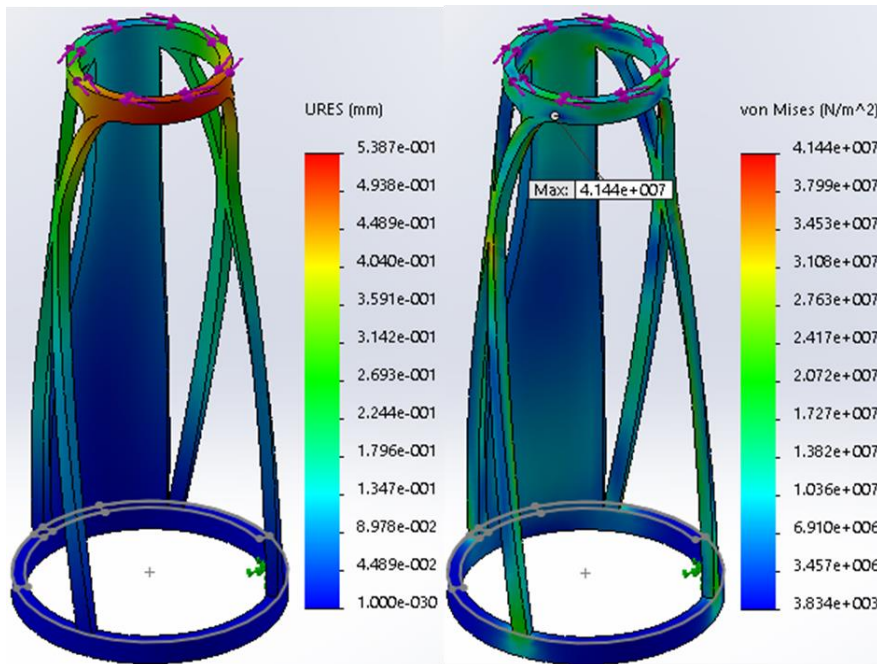 URES (mm)
5.387e-001
4.938e-001
4.489e-001
4.040e-001
3.591e-001
3.142e-001
2.693e-001
2.244e-001
1.796e-001
1.347e-001
8.978e-002
4.489e-002
1.000e-030
von Mises (N/m^2)
4.144e+007
3.799e+007
3.453e+007
3.108e+007
2.763e+007
2.417e+007
2.072e+007
1.727e+007
1.382e+007
1.036e+007
6.910e+006
3.457e+006
3.834e+003
Max: 4.144e+007